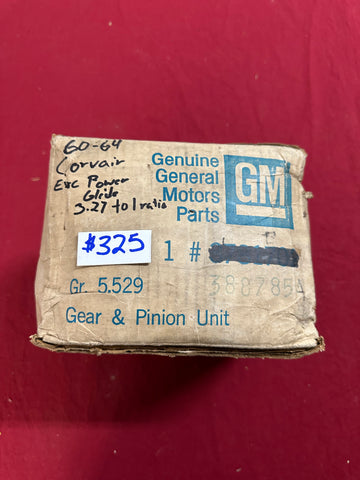 60-64
Corvair
Exc Power
Glide
3.27 to 1 ratio
Genuine
General
Motors
Parts
GM
$325
1 #
Gr. 5.529
3887854
Gear & Pinion Unit